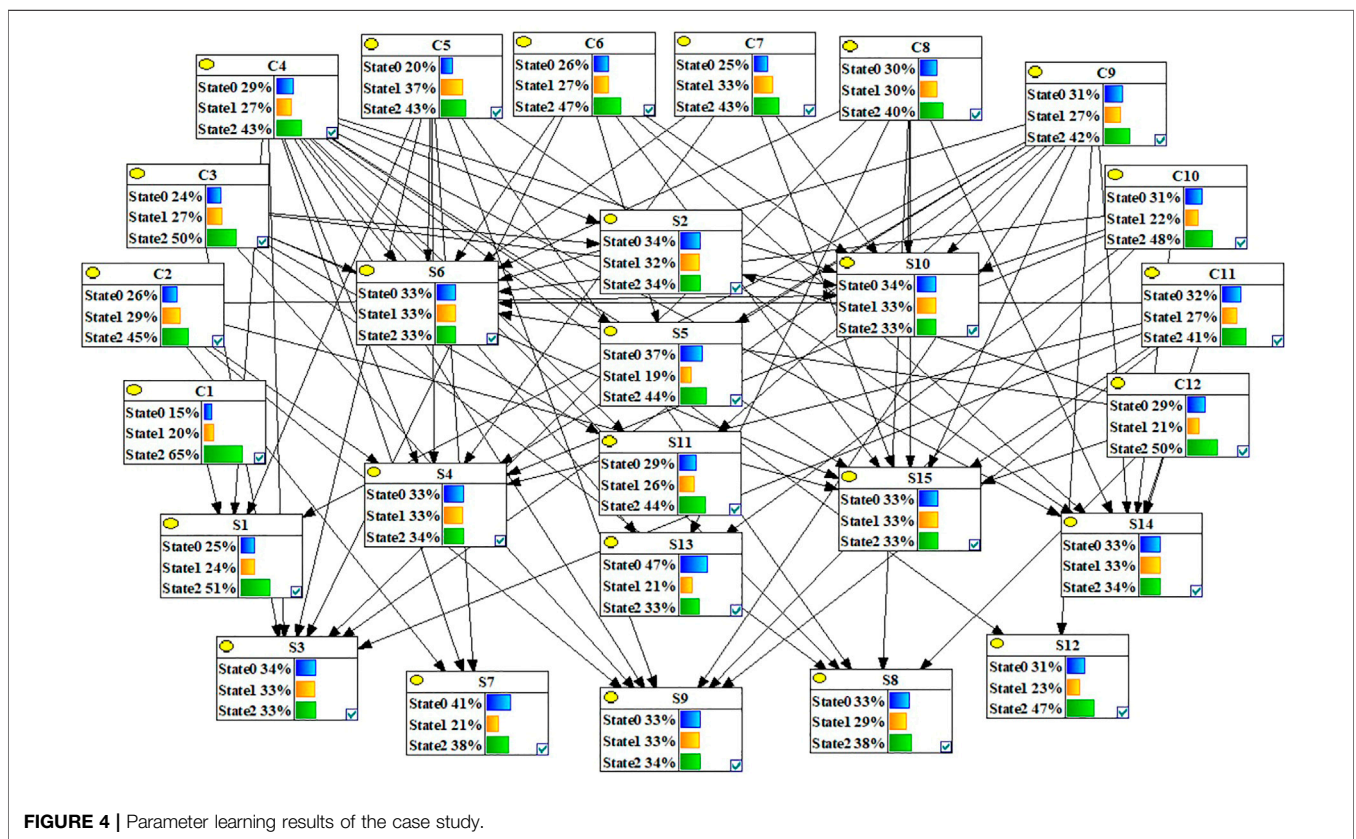 C4
State0 29%
State1 27%
State2 43%
C5
State0 20%
State1 37%
State2 43%
C6
State0 26%
State1 27%
State2 47%
C7
State0 25%
State1 33%
State2 43%
C8
State0 30%
State1 30%
State2 40%
C9
State0 31%
State1 27%
State2 42%
C3
State0 24%
State1 27%
State2 50%
C10
State0 31%
State1 22%
State2 48%
S2
State0 34%
State1 32%
State2 34%
C2
State0 26%
State1 29%
State2 45%
S6
State0 33%
State1 33%
State2 33%
S10
State0 34%
State1 33%
State2 33%
C11
State0 32%
State1 27%
State2 41%
S5
State0 37%
State1 19%
State2 44%
C1
State0 15%
State1 20%
State2 65%
C12
State0 29%
State1 21%
State2 50%
S11
State0 29%
State1 26%
State2 44%
S4
State0 33%
State1 33%
State2 34%
S15
State0 33%
State1 33%
State2 33%
S1
State0 25%
State1 24%
State2 51%
S14
State0 33%
State1 33%
State2 34%
S13
State0 47%
State1 21%
State2 33%
S3
State0 34%
State1 33%
State2 33%
S12
State0 31%
State1 23%
State2 47%
S7
State0 41%
State1 21%
State2 38%
S9
State0 33%
State1 33%
State2 34%
S8
State0 33%
State1 29%
State2 38%
FIGURE 4 | Parameter learning results of the case study.